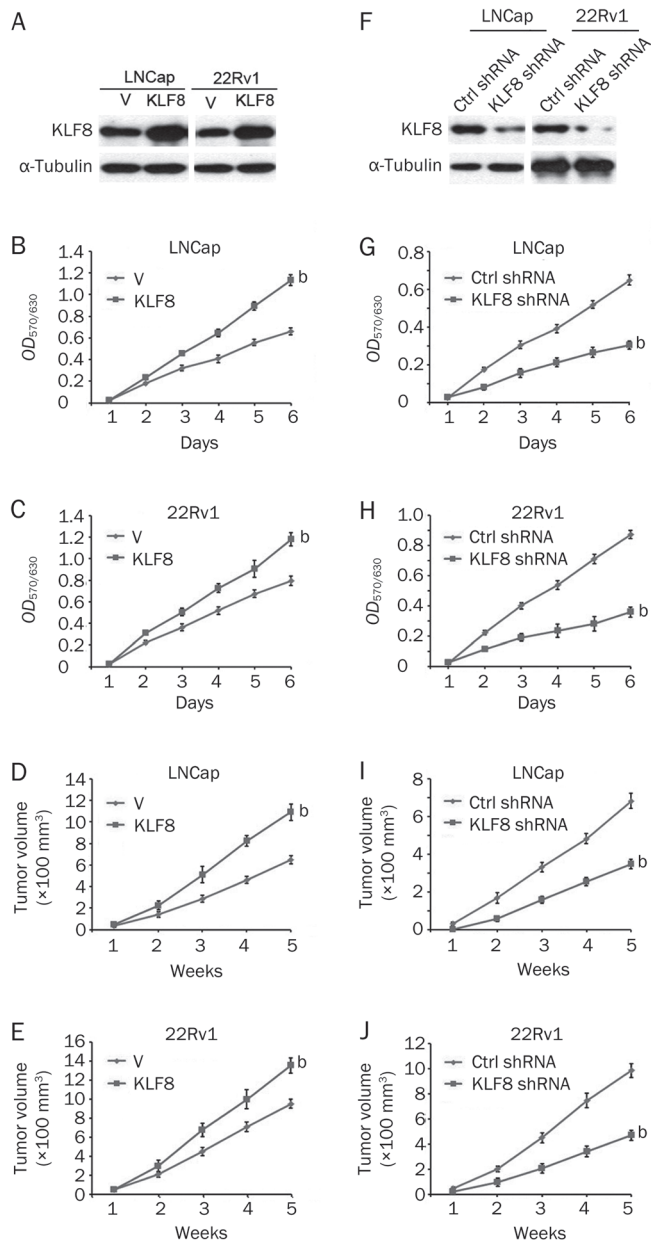 A
LNCap 22Rv1
V KLF8 V KLF8
KLF8
α-Tubulin
F
LNCap 22Rv1
Ctrl shRNA KLF8 shRNA Ctrl shRNA KLF8 shRNA
KLF8
α-Tubulin
B
LNCap
V
KLF8
b
1.4
1.2
1.0
0.8
0.6
0.4
0.2
0
OD570/630
1 2 3 4 5 6
Days
G
LNCap
Ctrl shRNA
KLF8 shRNA
b
0.8
0.6
0.4
0.2
0
OD570/630
1 2 3 4 5 6
Days
C
22Rv1
V
KLF8
b
1.4
1.2
1.0
0.8
0.6
0.4
0.2
0
OD570/630
1 2 3 4 5 6
Days
H
22Rv1
Ctrl shRNA
KLF8 shRNA
b
1.0
0.8
0.6
0.4
0.2
0
OD570/630
1 2 3 4 5 6
Days
D
LNCap
V
KLF8
b
14
12
10
8
6
4
2
0
Tumor volume
(×100 mm³)
1 2 3 4 5
Weeks
I
LNCap
Ctrl shRNA
KLF8 shRNA
b
8
6
4
2
0
Tumor volume
(×100 mm³)
1 2 3 4 5
Weeks
E
22Rv1
V
KLF8
b
16
14
12
10
8
6
4
2
0
Tumor volume
(×100 mm³)
1 2 3 4 5
Weeks
J
22Rv1
Ctrl shRNA
KLF8 shRNA
b
12
10
8
6
4
2
0
Tumor volume
(×100 mm³)
1 2 3 4 5
Weeks